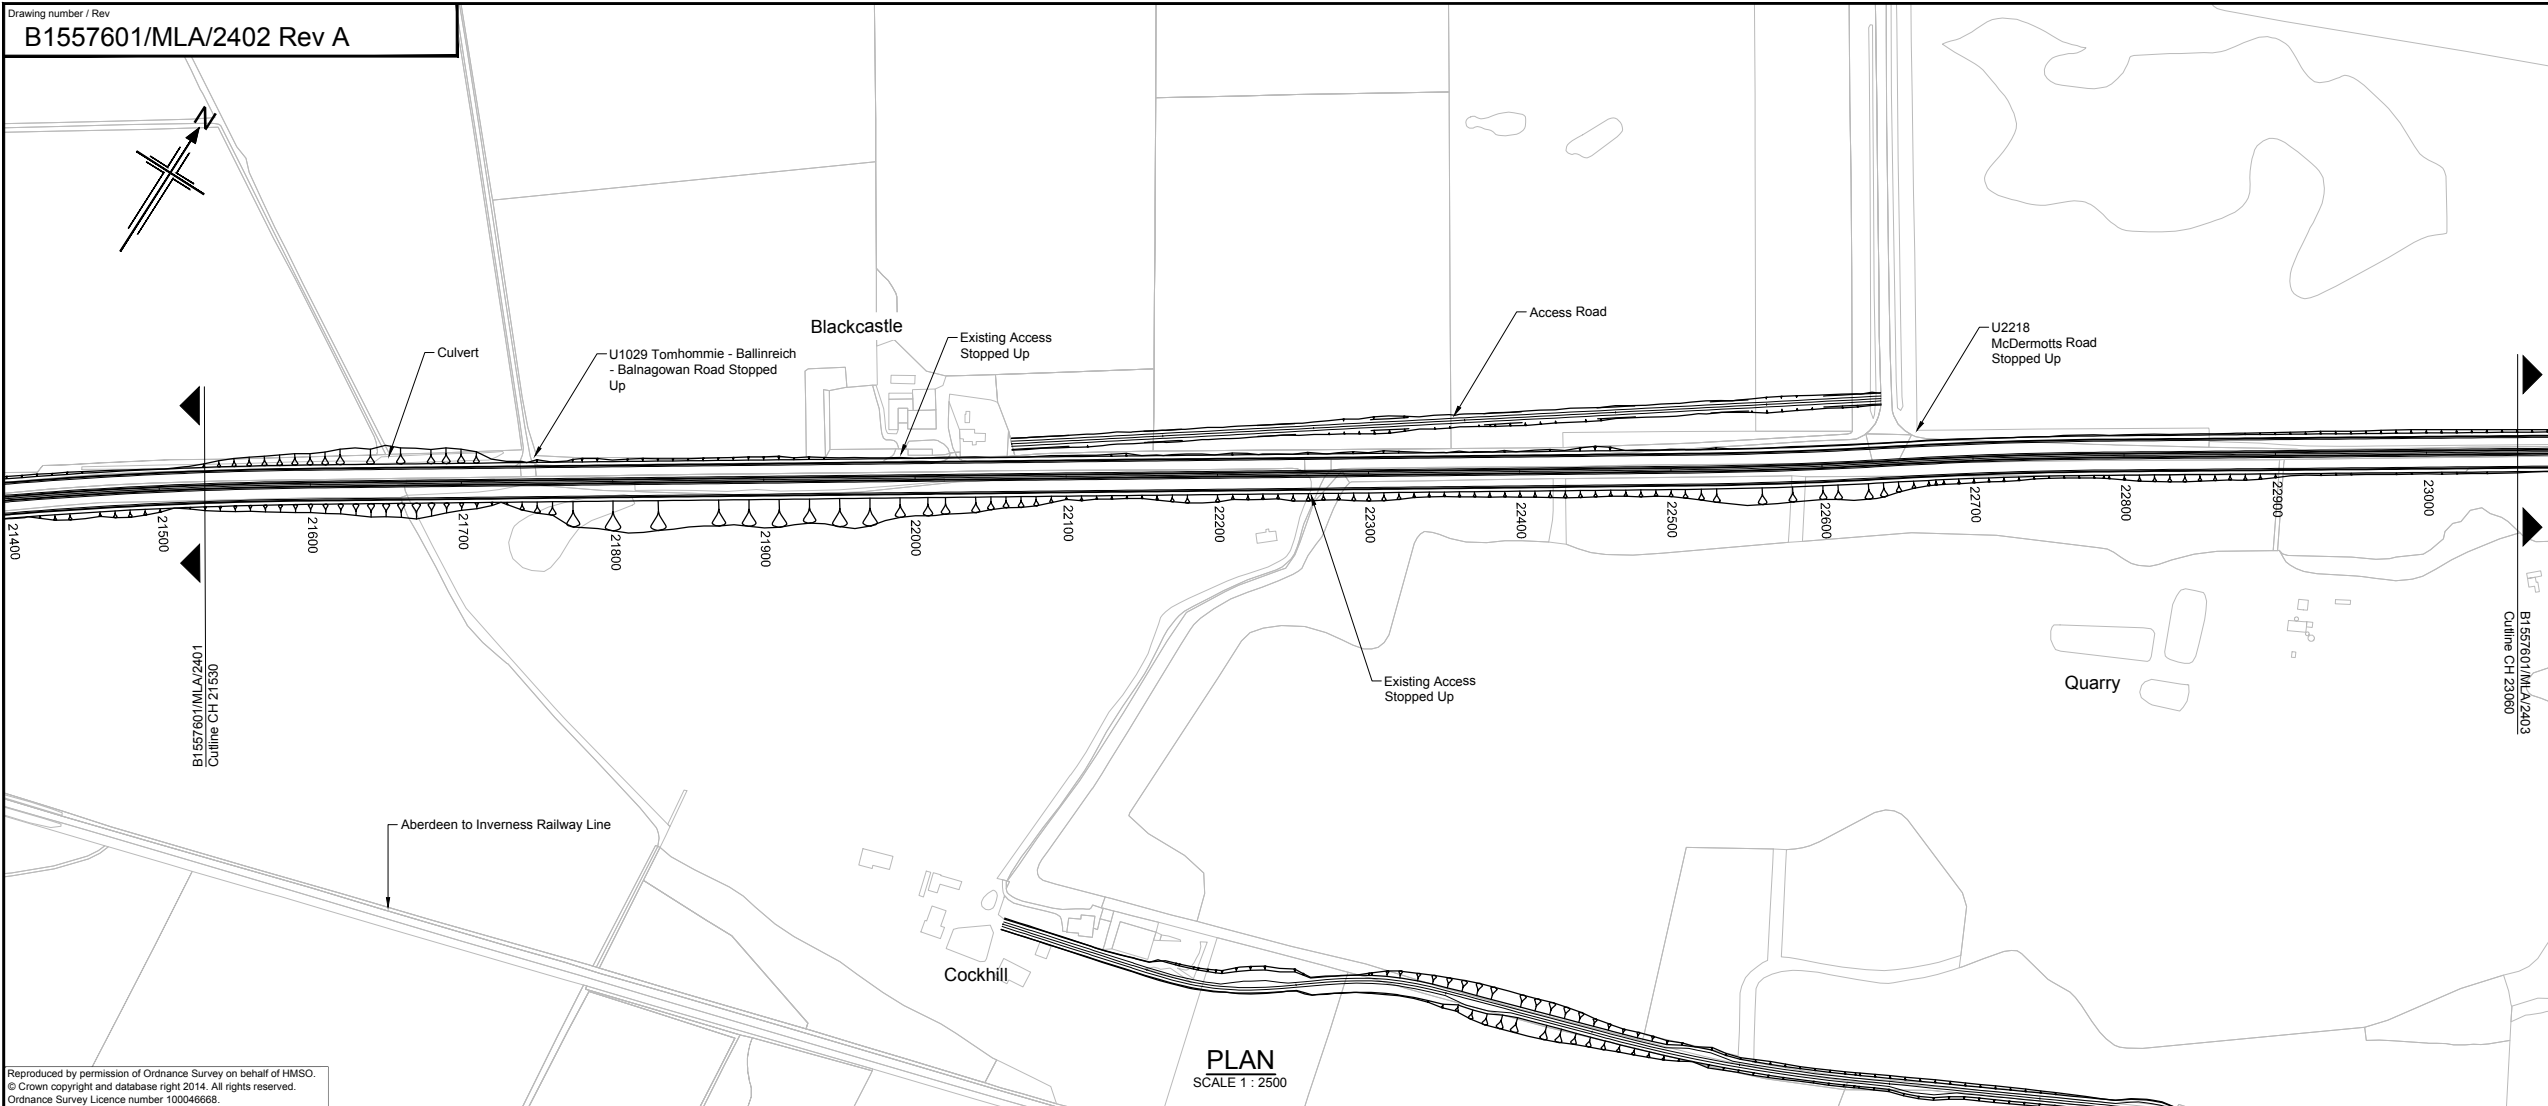 Drawing number / Rev
B1557601/MLA/2402 Rev A
N
Blackcastle
Access Road
Existing Access
Stopped Up
U2218
McDermotts Road
Stopped Up
Culvert
U1029 Tomhommie - Ballinreich
- Balnagowan Road Stopped
Up
21400
21500
21600
21700
21800
21900
22000
22100
22200
22300
22400
22500
22600
22700
22800
22900
23000
B1557601/MLA/2401
Cutline CH 21530
B1557601/MLA/2403
Cutline CH 23060
Existing Access
Stopped Up
Quarry
Aberdeen to Inverness Railway Line
Cockhill
PLAN
SCALE 1 : 2500
Reproduced by permission of Ordnance Survey on behalf of HMSO.
© Crown copyright and database right 2014. All rights reserved.
Ordnance Survey Licence number 100046668.